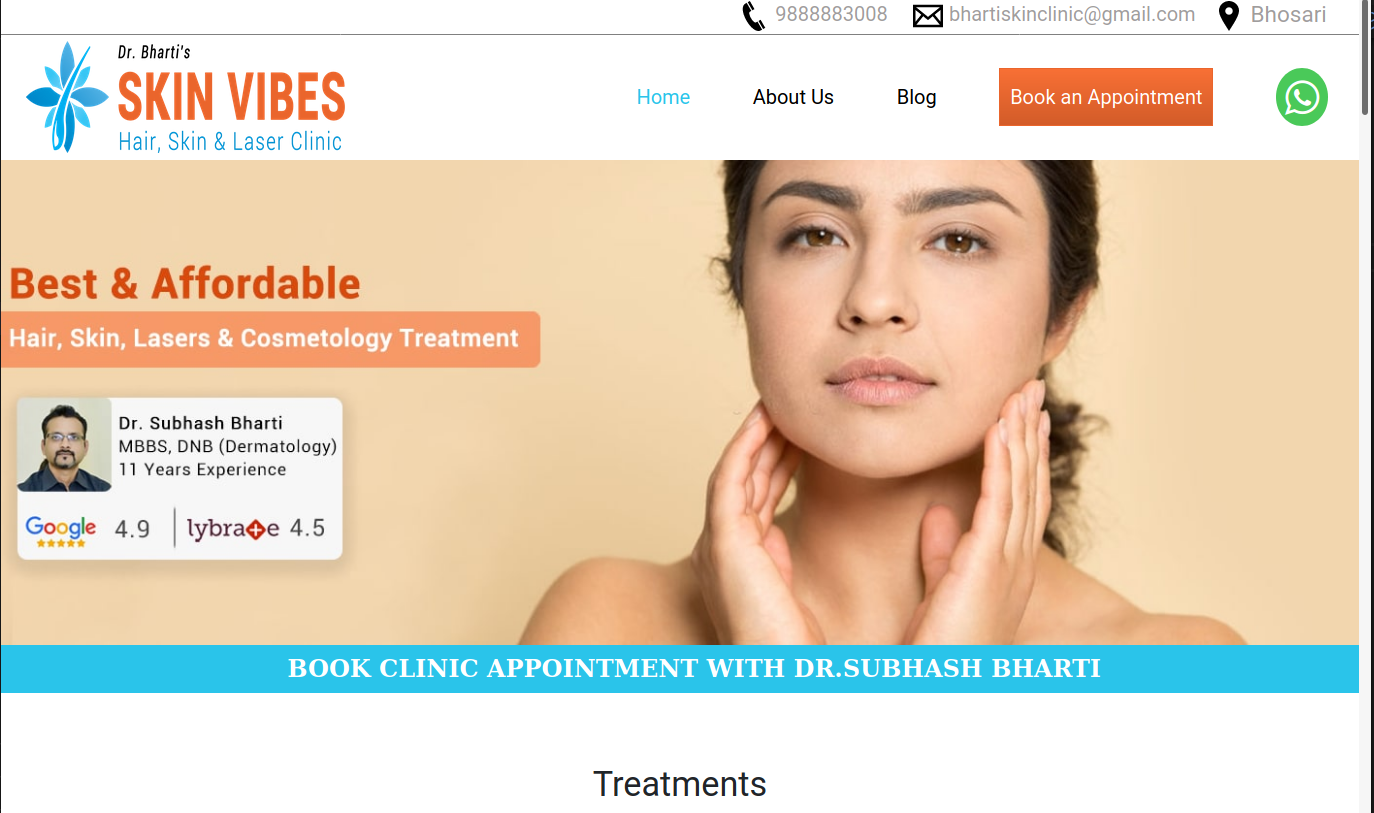 9888883008 bhartiskinclinic@gmail.com Bhosari
Dr. Bharti's
SKIN VIBES
Hair, Skin & Laser Clinic
Home About Us Blog Book an Appointment
Best & Affordable
Hair, Skin, Lasers & Cosmetology Treatment
Dr. Subhash Bharti
MBBS, DNB (Dermatology)
11 Years Experience
Google 4.9 lybrate 4.5
BOOK CLINIC APPOINTMENT WITH DR.SUBHASH BHARTI
Treatments